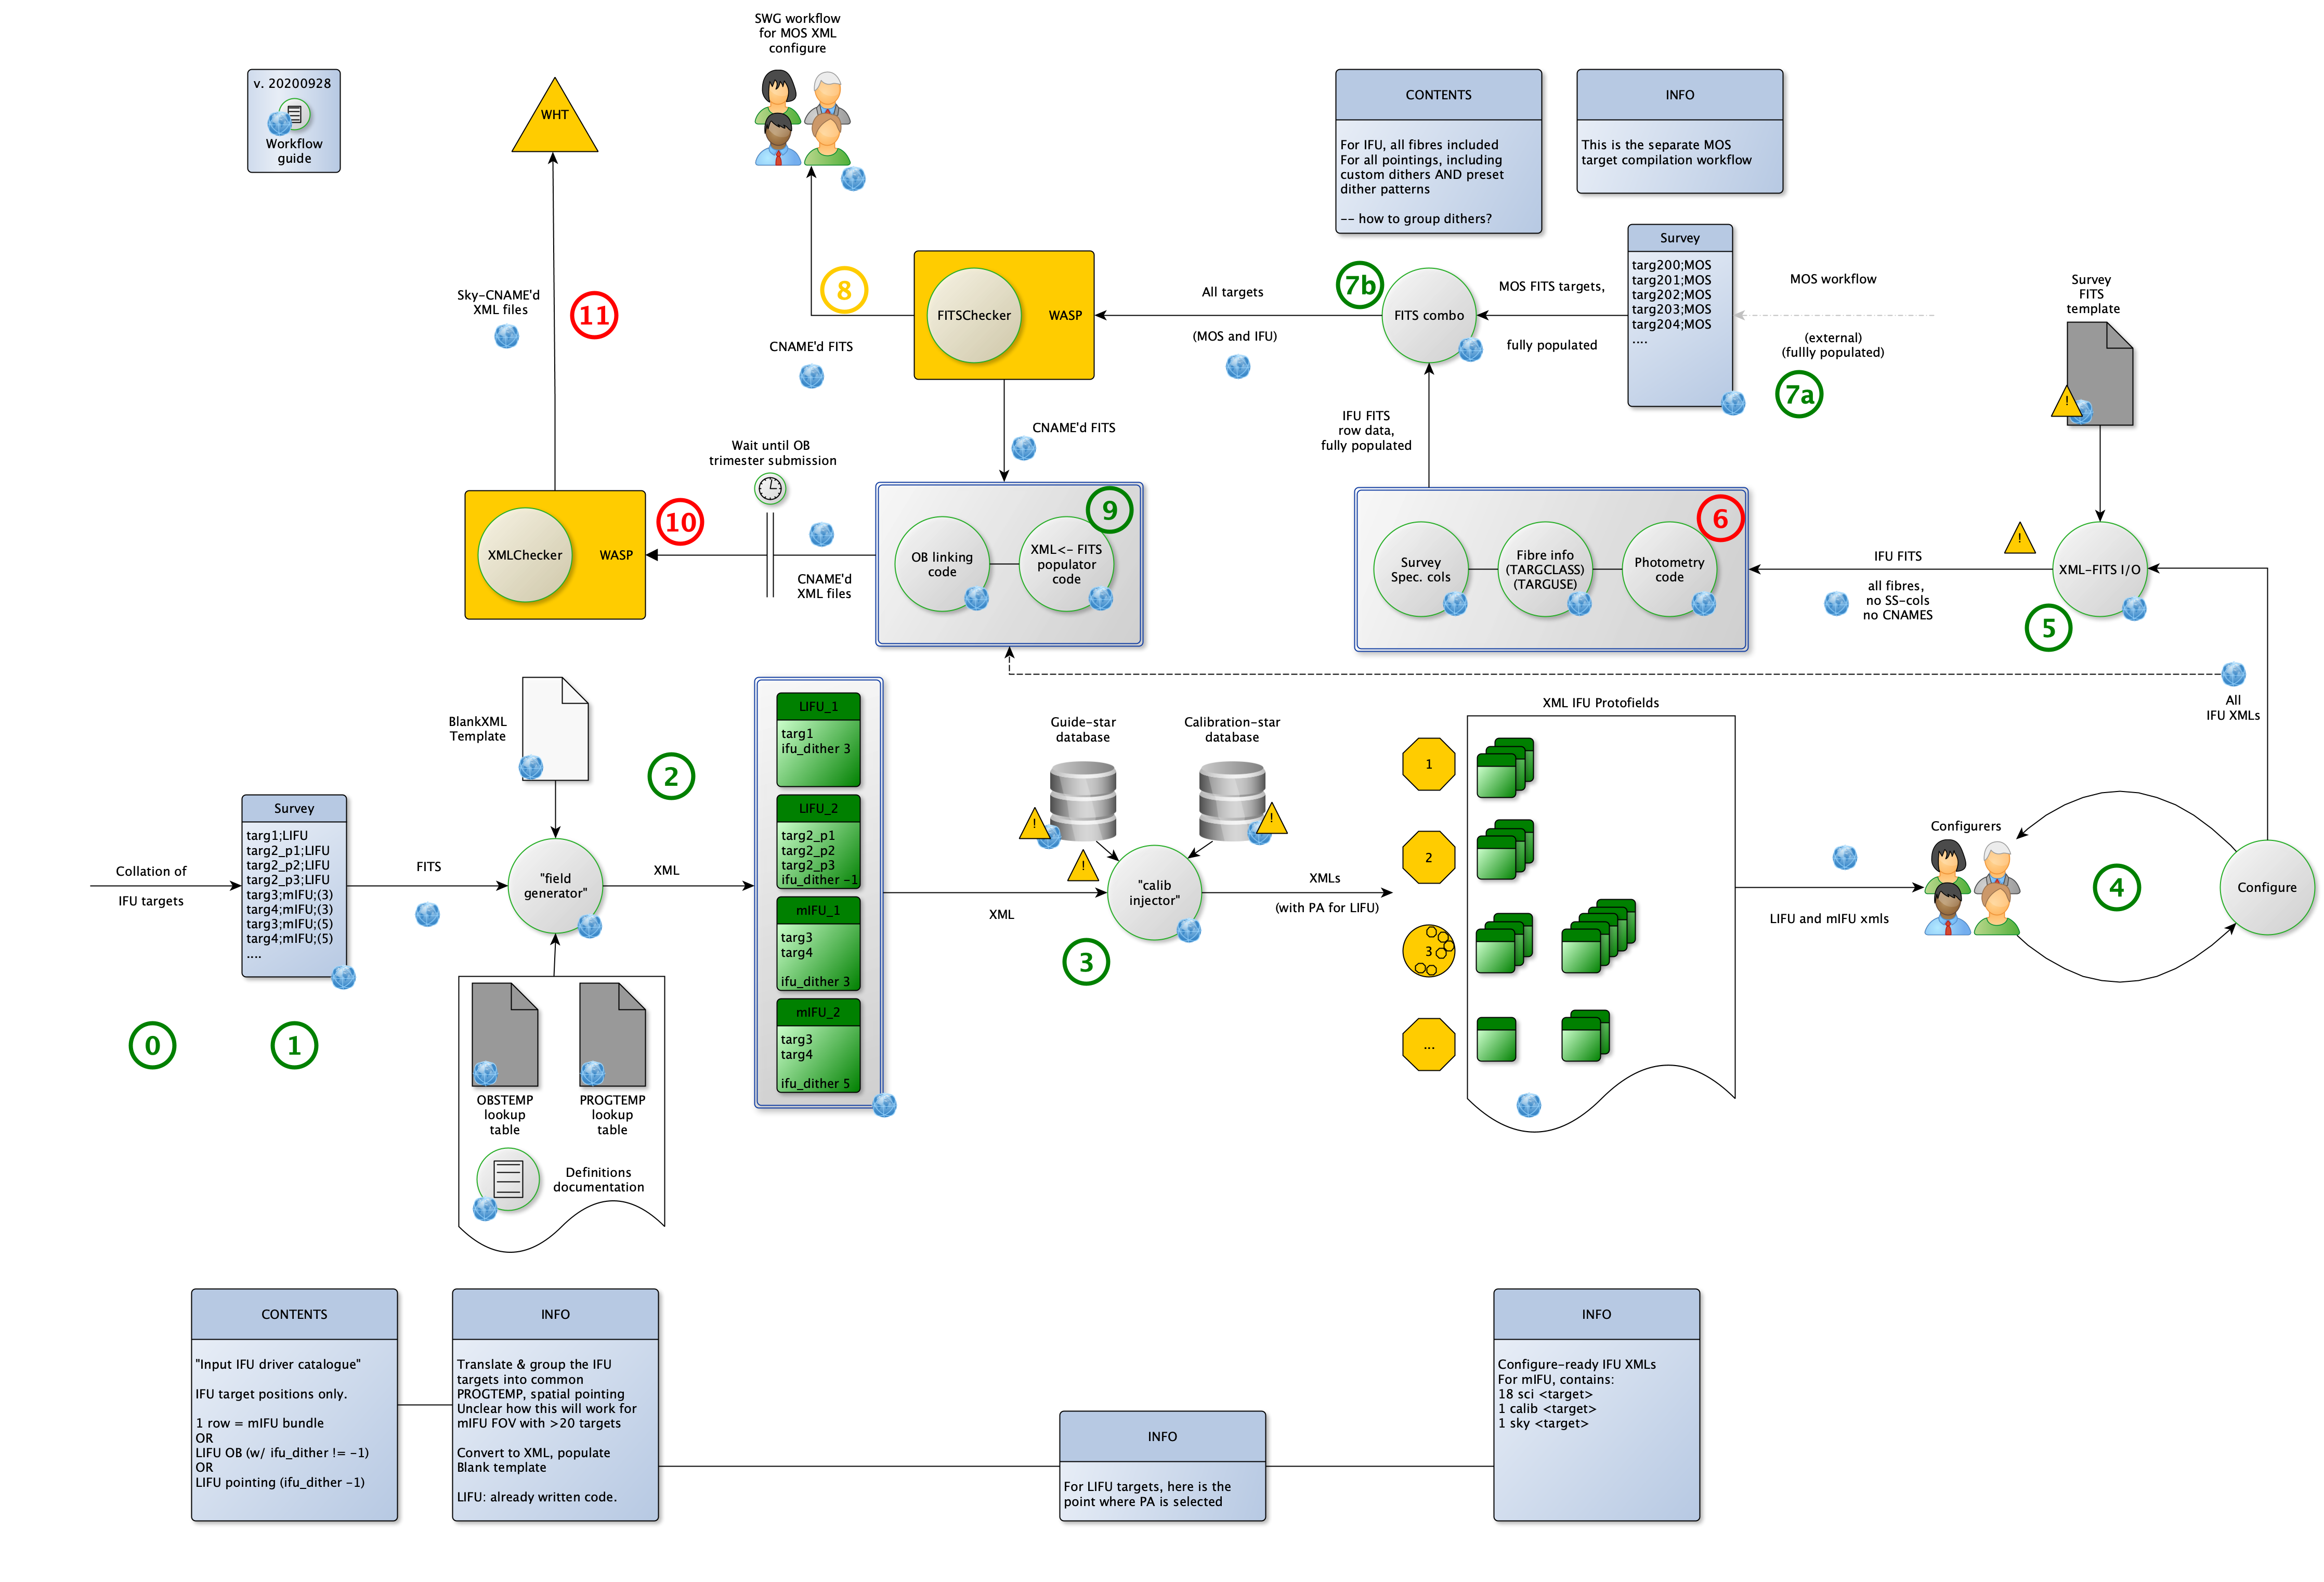 SWG workflow
for MOS XML
configure
v. 20200928
Workflow
guide
WHT
CONTENTS
For IFU, all fibres included
For all pointings, including
custom dithers AND preset
dither patterns
-- how to group dithers?
INFO
This is the separate MOS
target compilation workflow
Survey
targ200;MOS
targ201;MOS
targ202;MOS
targ203;MOS
targ204;MOS
....
MOS workflow
(external)
(fullly populated)
7a
Survey
FITS
template
!
Sky-CNAME'd
XML files
11
8
CNAME'd FITS
FITSChecker
WASP
All targets
(MOS and IFU)
7b
FITS combo
MOS FITS targets,
fully populated
IFU FITS
row data,
fully populated
CNAME'd FITS
Wait until OB
trimester submission
XMLChecker
WASP
10
CNAME'd
XML files
OB linking
code
XML<- FITS
populator
code
9
Survey
Spec. cols
Fibre info
(TARGCLASS)
(TARGUSE)
Photometry
code
6
!
IFU FITS
all fibres,
no SS-cols
no CNAMES
XML-FITS I/O
5
All
IFU XMLs
BlankXML
Template
2
Collation of
IFU targets
Survey
targ1;LIFU
targ2_p1;LIFU
targ2_p2;LIFU
targ2_p3;LIFU
targ3;mIFU;(3)
targ4;mIFU;(3)
targ3;mIFU;(5)
targ4;mIFU;(5)
....
0
1
FITS
"field
generator"
XML
OBSTEMP
lookup
table
PROGTEMP
lookup
table
Definitions
documentation
LIFU_1
targ1
ifu_dither 3
LIFU_2
targ2_p1
targ2_p2
targ2_p3
ifu_dither -1
mIFU_1
targ3
targ4
ifu_dither 3
mIFU_2
targ3
targ4
ifu_dither 5
Guide-star
database
Calibration-star
database
!
!
!
XML
"calib
injector"
3
XMLs
(with PA for LIFU)
XML IFU Protofields
1
2
3
...
LIFU and mIFU xmls
Configurers
4
Configure
CONTENTS
"Input IFU driver catalogue"
IFU target positions only.
1 row = mIFU bundle
OR
LIFU OB (w/ ifu_dither != -1)
OR
LIFU pointing (ifu_dither -1)
INFO
Translate & group the IFU
targets into common
PROGTEMP, spatial pointing
Unclear how this will work for
mIFU FOV with >20 targets
Convert to XML, populate
Blank template
LIFU: already written code.
INFO
For LIFU targets, here is the
point where PA is selected
INFO
Configure-ready IFU XMLs
For mIFU, contains:
18 sci <target>
1 calib <target>
1 sky <target>